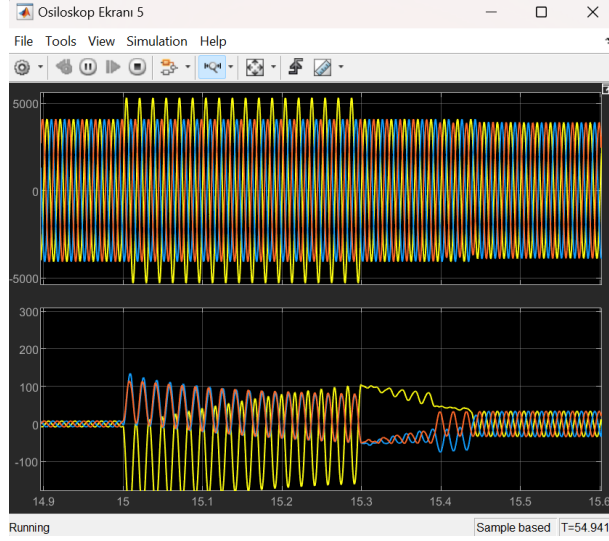 Osiloskop Ekranı 5
File Tools View Simulation Help
5000
0
-5000
300
200
100
0
-100
14.9 15 15.1 15.2 15.3 15.4 15.5 15.6
Running Sample based T=54.941